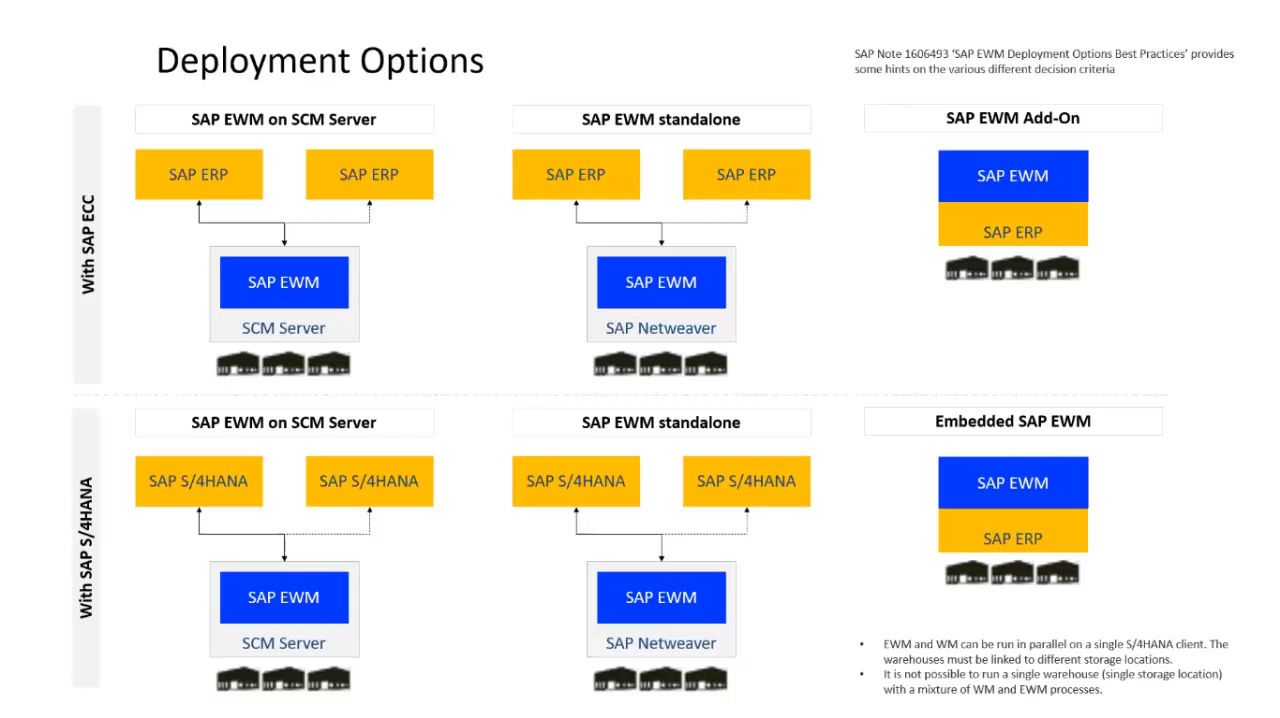 Deployment Options
SAP Note 1606493 ‘SAP EWM Deployment Options Best Practices’ provides
some hints on the various different decision criteria
With SAP ECC
SAP EWM on SCM Server
SAP ERP
SAP ERP
SAP EWM
SCM Server
SAP EWM standalone
SAP ERP
SAP ERP
SAP EWM
SAP Netweaver
SAP EWM Add-On
SAP EWM
SAP ERP
With SAP S/4HANA
SAP EWM on SCM Server
SAP S/4HANA
SAP S/4HANA
SAP EWM
SCM Server
SAP EWM standalone
SAP S/4HANA
SAP S/4HANA
SAP EWM
SAP Netweaver
Embedded SAP EWM
SAP EWM
SAP ERP
• EWM and WM can be run in parallel on a single S/4HANA client. The
warehouses must be linked to different storage locations.
• It is not possible to run a single warehouse (single storage location)
with a mixture of WM and EWM processes.